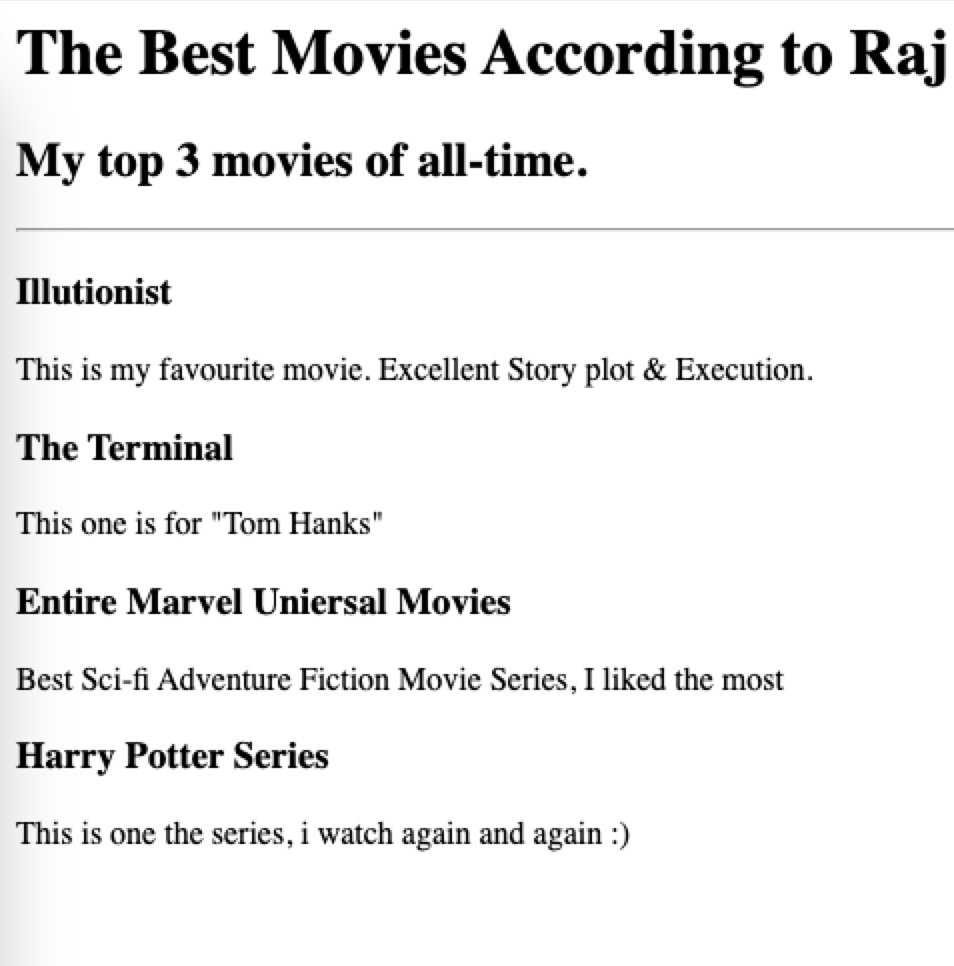 The Best Movies According to Raj
My top 3 movies of all-time.
Illutionist
This is my favourite movie. Excellent Story plot & Execution.
The Terminal
This one is for "Tom Hanks"
Entire Marvel Uniersal Movies
Best Sci-fi Adventure Fiction Movie Series, I liked the most
Harry Potter Series
This is one the series, i watch again and again :)